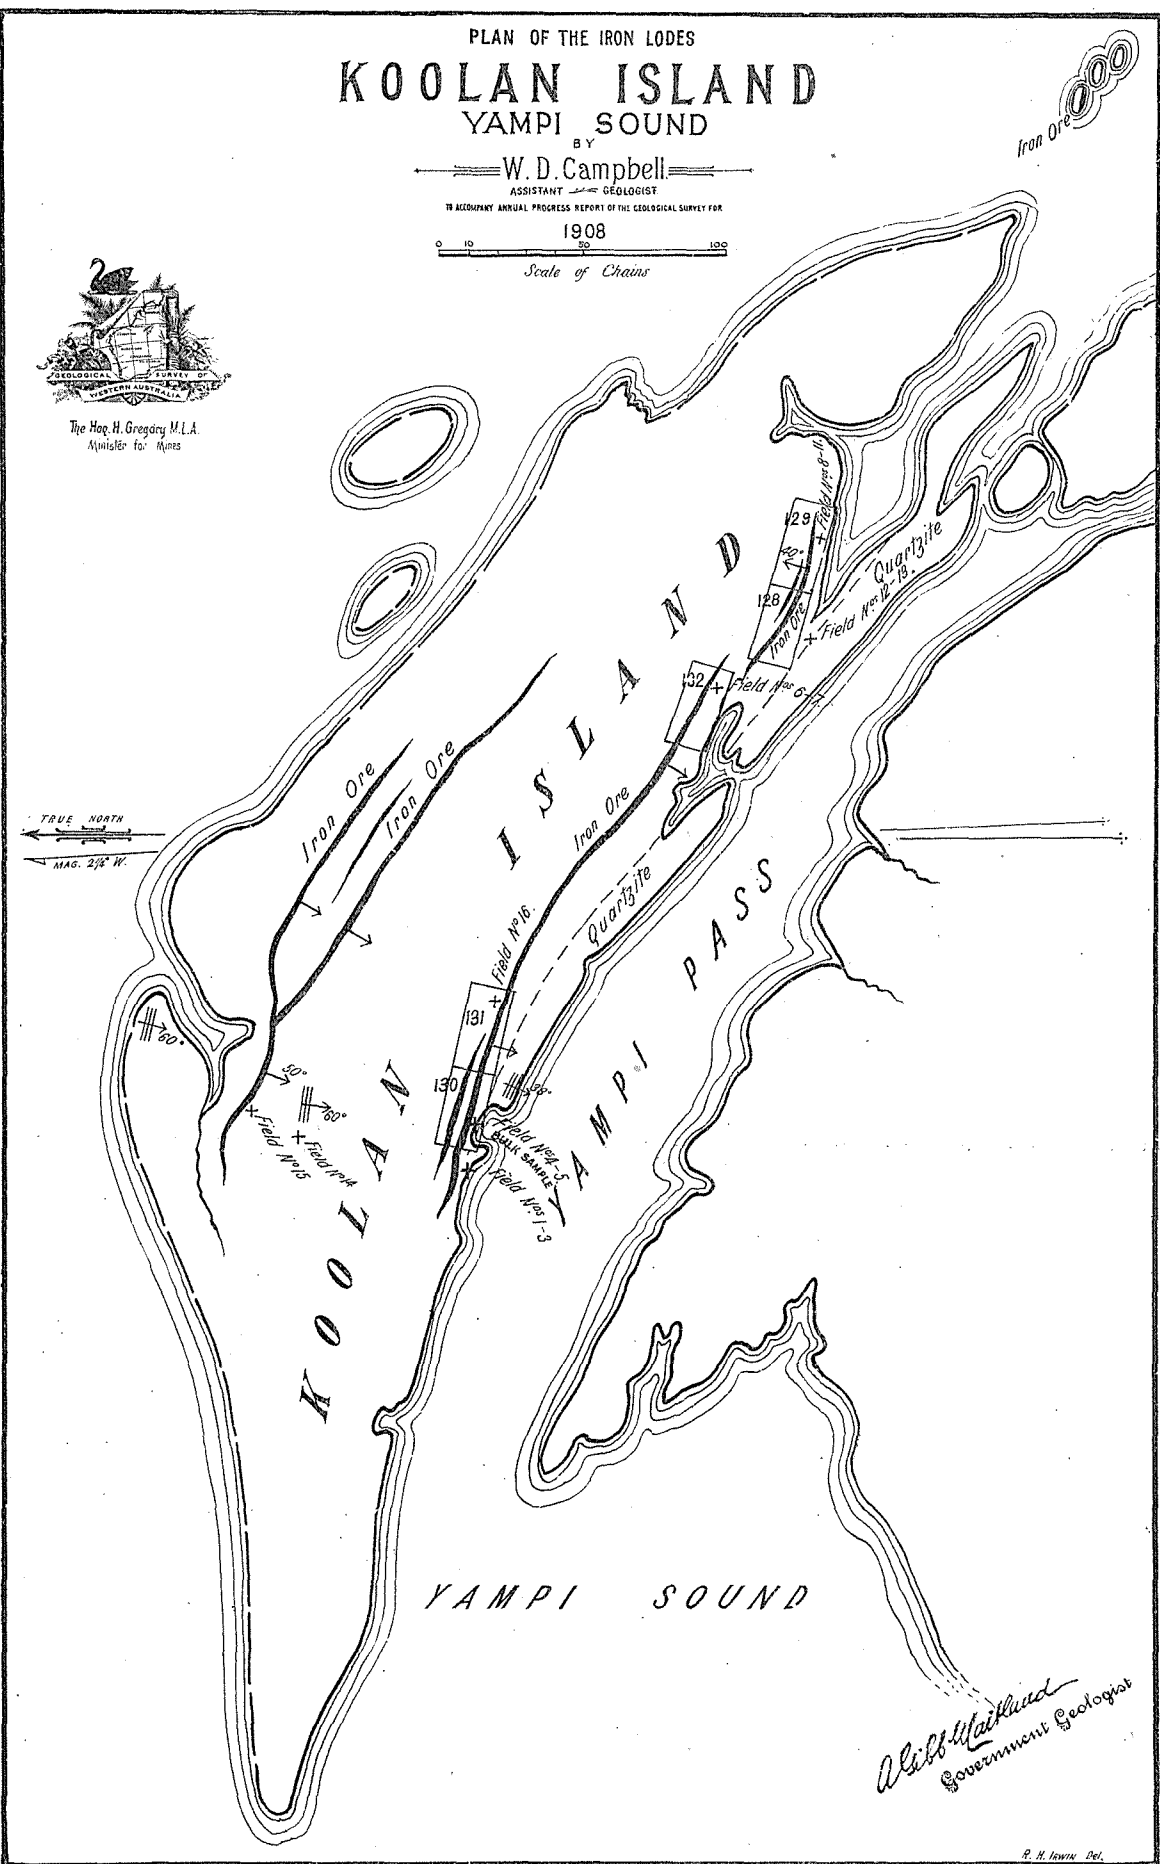 PLAN OF THE IRON LODES
KOOLAN ISLAND
YAMPI SOUND
BY
W. D. Campbell.
ASSISTANT GEOLOGIST
TO ACCOMPANY ANNUAL PROGRESS REPORT OF THE GEOLOGICAL SURVEY FOR
1908
0 10 50 100
Scale of Chains
GEOLOGICAL SURVEY OF
WESTERN AUSTRALIA
The Hon. H. Gregory M.L.A.
Minister for Mines
Iron Ore
129
Field Nos 8-11.
40°
128
Iron Ore
Quartzite
Field Nos 12-13.
132
Field Nos 6-7
Iron Ore
Iron Ore
Iron Ore
Quartzite
TRUE NORTH
MAG. 2¼° W.
Field No 16.
131
130
38°
60°
50°
60°
Field No 15
Field No 14
Field Nos 4-5
BULK SAMPLE
Field Nos 1-3
KOOLAN ISLAND
YAMPI PASS
YAMPI SOUND
A Gibb Maitland
Government Geologist
R. H. IRWIN Del.